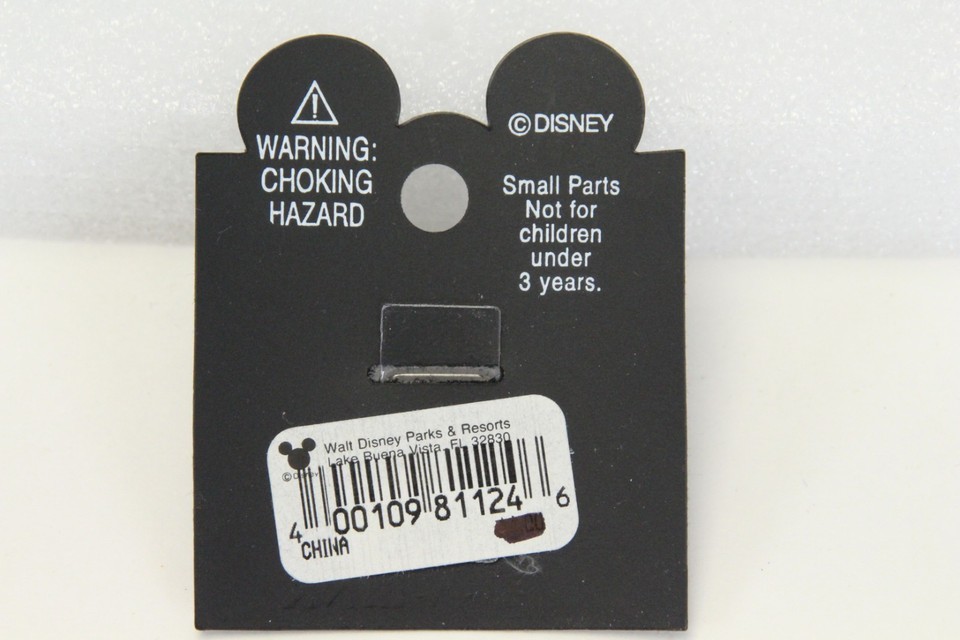 WARNING:
CHOKING
HAZARD
©DISNEY
Small Parts
Not for
children
under
3 years.
Walt Disney Parks & Resorts
Lake Buena Vista, FL 32830
©Disney
4 00109 81124 6
CHINA